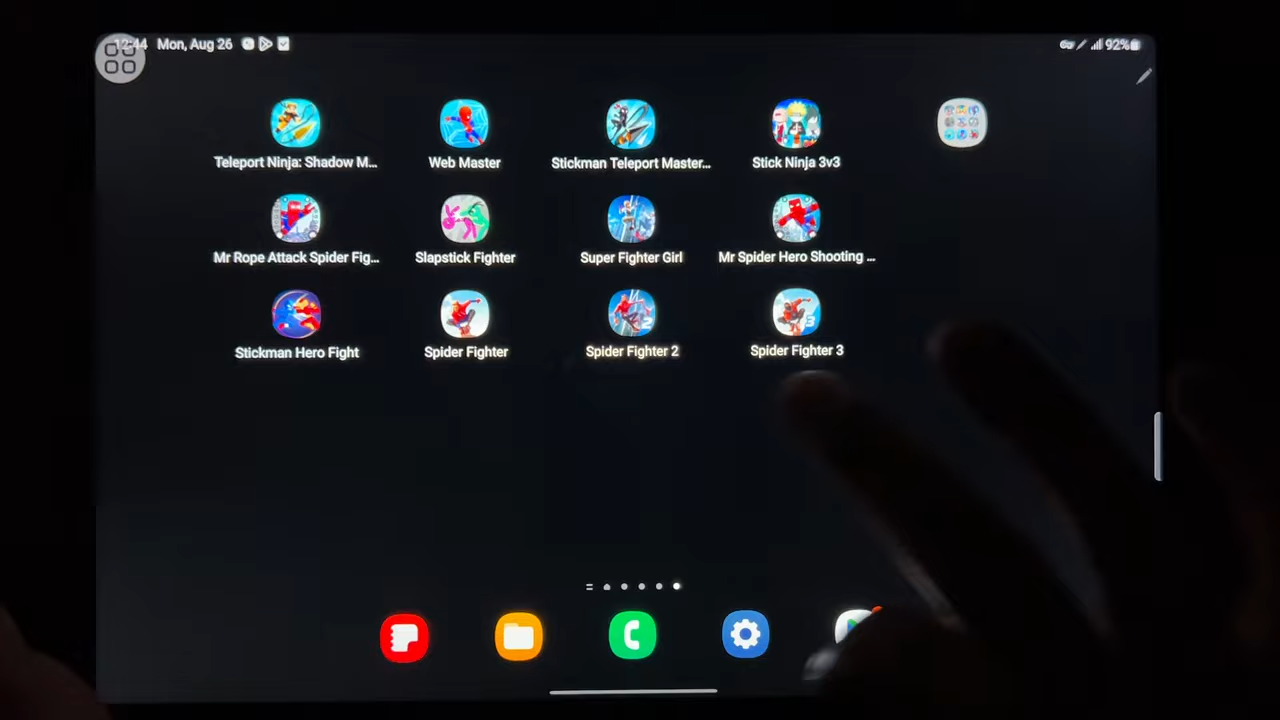 12:44 Mon, Aug 26
92%
Teleport Ninja: Shadow M...
Web Master
Stickman Teleport Master...
Stick Ninja 3v3
Mr Rope Attack Spider Fig...
Slapstick Fighter
Super Fighter Girl
Mr Spider Hero Shooting ...
Stickman Hero Fight
Spider Fighter
Spider Fighter 2
Spider Fighter 3